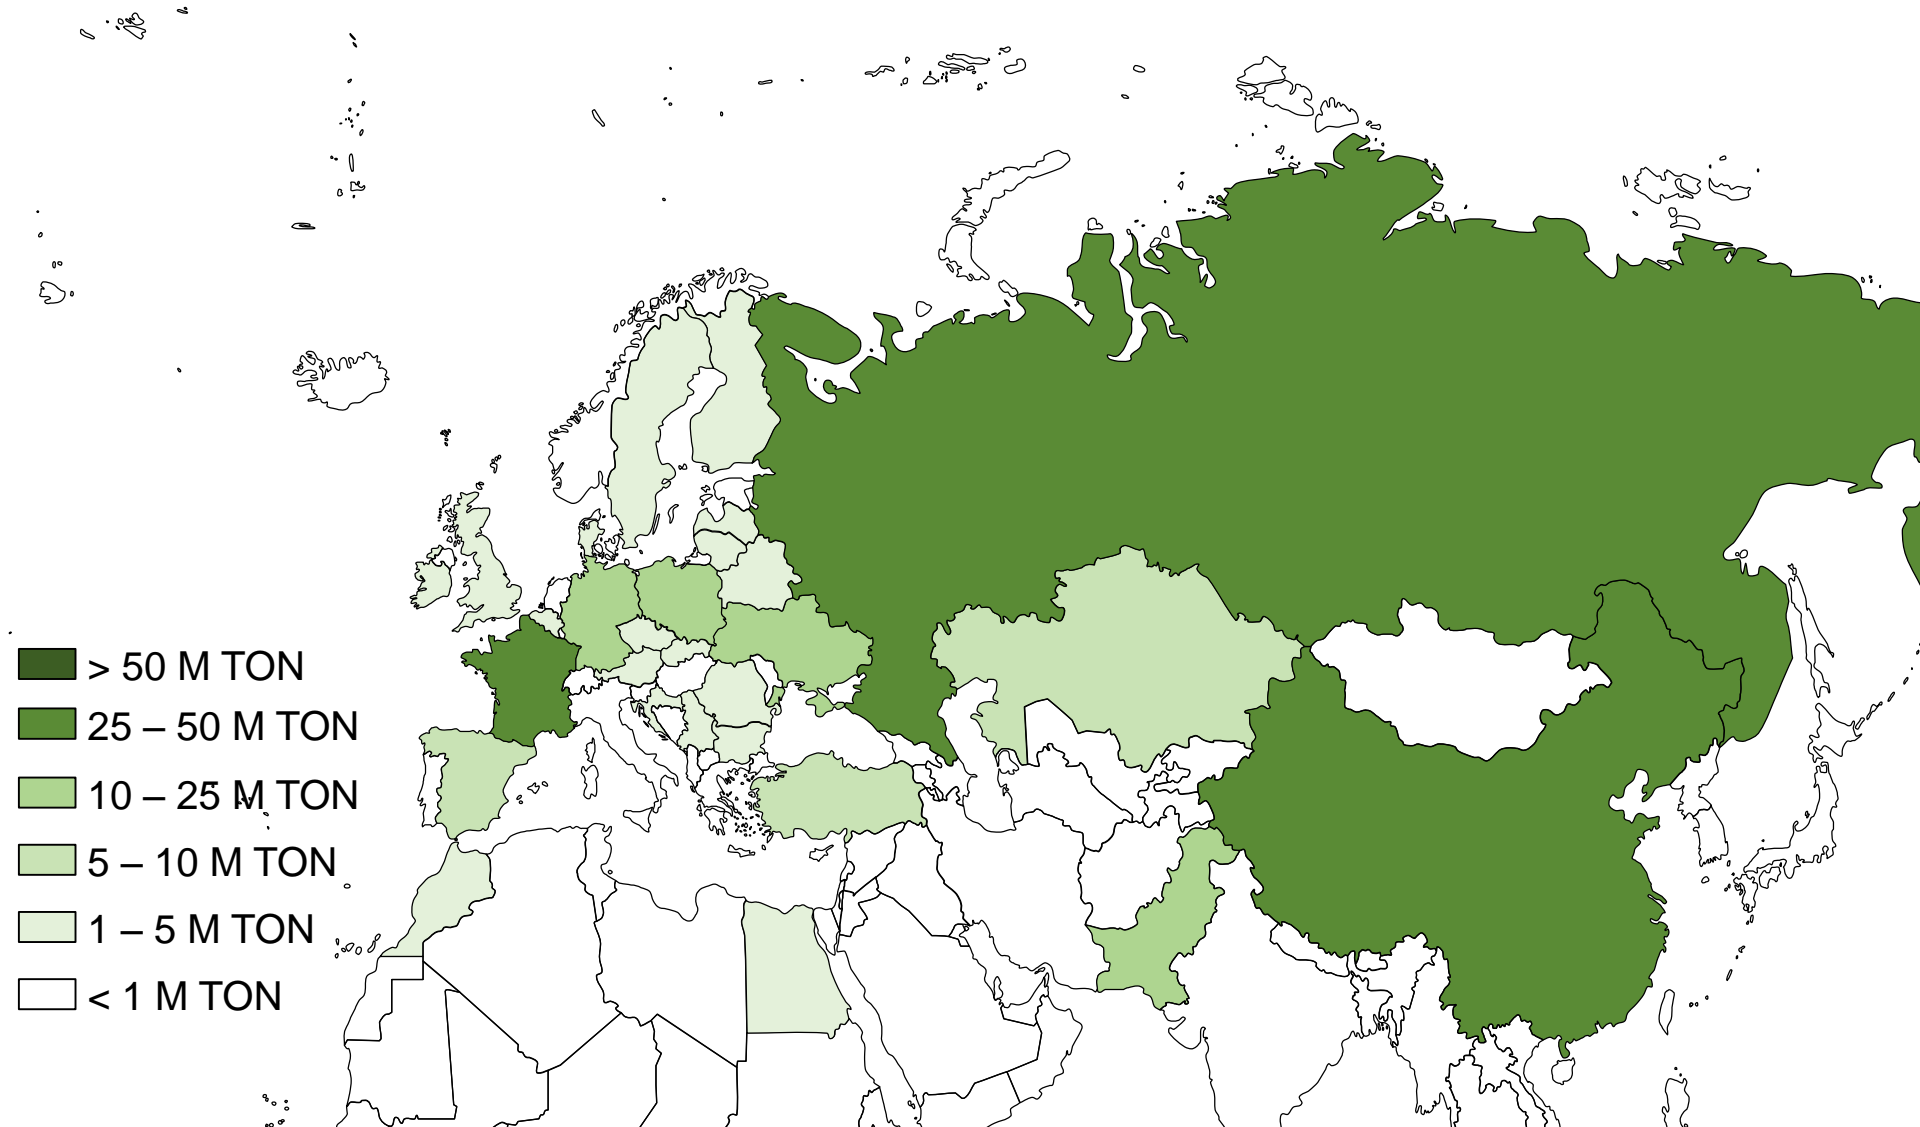 > 50 M TON
25 – 50 M TON
10 – 25 M TON
5 – 10 M TON
1 – 5 M TON
< 1 M TON